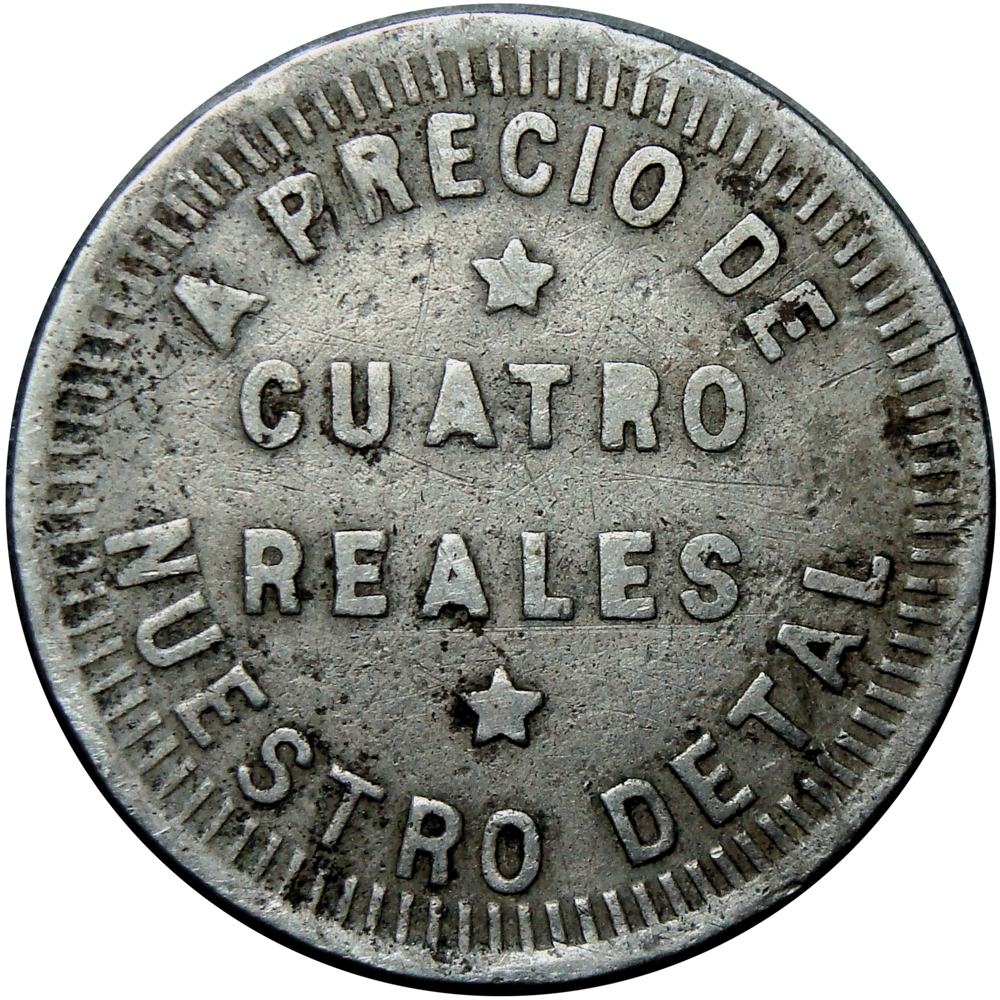 A PRECIO DE
CUATRO
REALES
NUESTRO DETAL